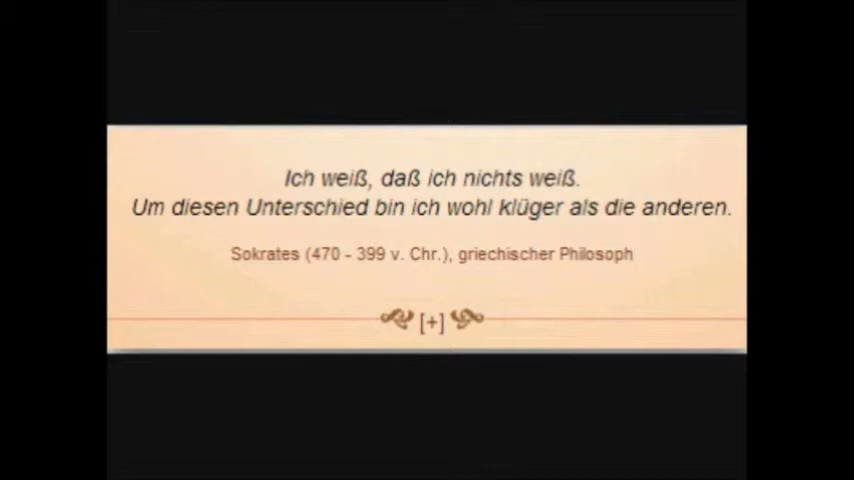 Ich weiß, daß ich nichts weiß.
Um diesen Unterschied bin ich wohl klüger als die anderen.
Sokrates (470 - 399 v. Chr.), griechischer Philosoph
[+]